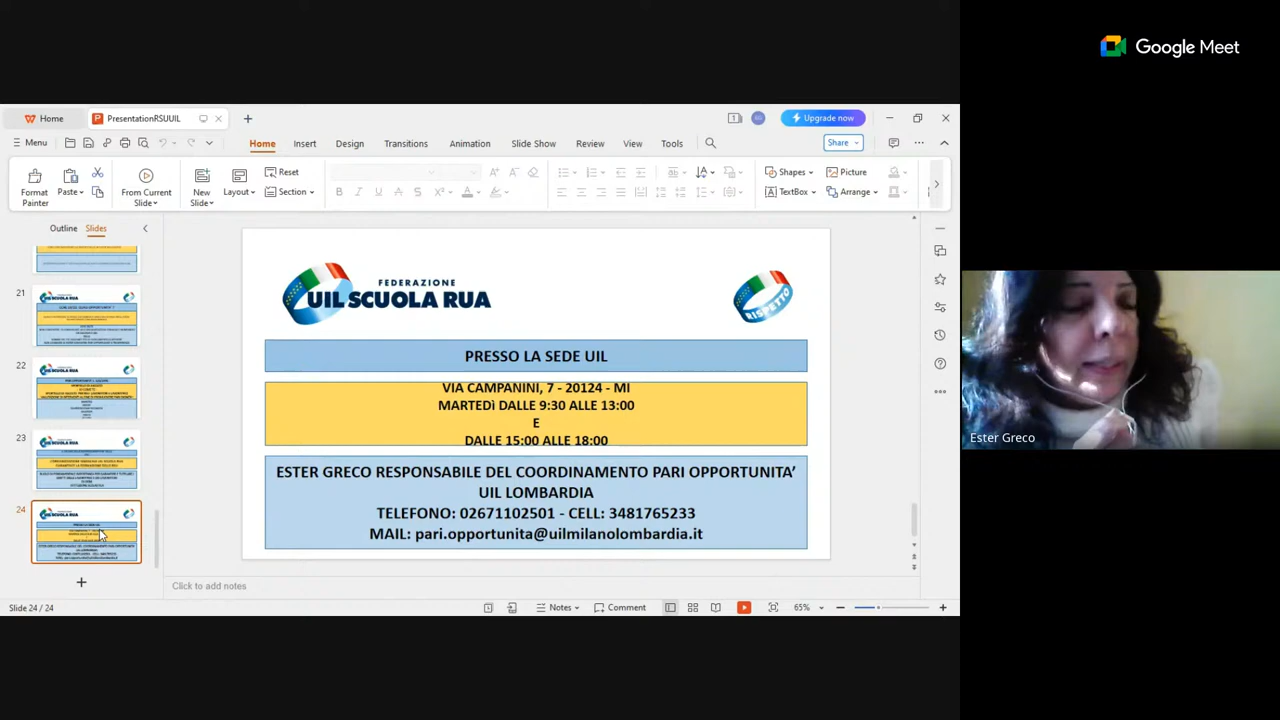 Google Meet
Home
PresentationRSUUIL
Upgrade now
Menu
Home
Insert
Design
Transitions
Animation
Slide Show
Review
View
Tools
Share
Format Painter
Paste
From Current Slide
New Slide
Layout
Reset
Section
Shapes
Picture
TextBox
Arrange
Outline
Slides
21
22
23
24
FEDERAZIONE
UIL SCUOLA RUA
RISPETTO
PRESSO LA SEDE UIL
VIA CAMPANINI, 7 - 20124 - MI
MARTEDÌ DALLE 9:30 ALLE 13:00
E
DALLE 15:00 ALLE 18:00
ESTER GRECO RESPONSABILE DEL COORDINAMENTO PARI OPPORTUNITA'
UIL LOMBARDIA
TELEFONO: 02671102501 - CELL: 3481765233
MAIL: pari.opportunita@uilmilanolombardia.it
Ester Greco
Click to add notes
Slide 24 / 24
Notes
Comment
65%